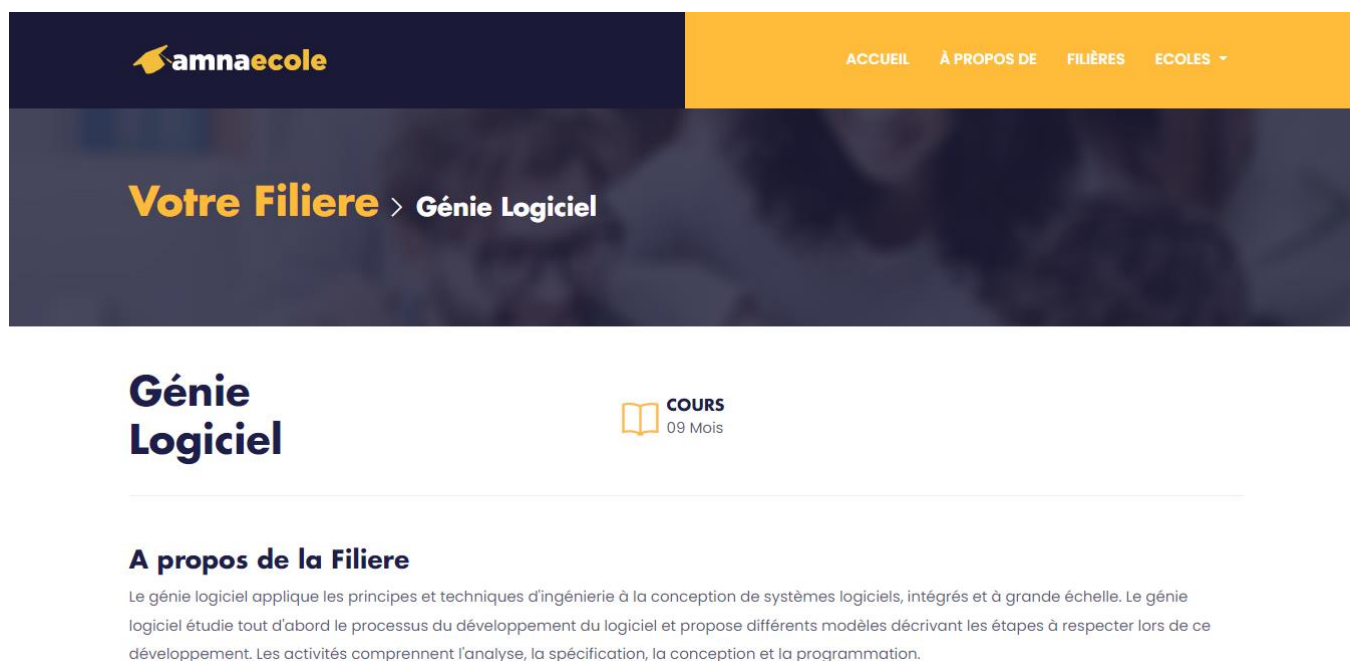 amnaecole
ACCUEIL À PROPOS DE FILIÈRES ECOLES
Votre Filiere > Génie Logiciel
Génie
Logiciel
COURS
09 Mois
A propos de la Filiere
Le génie logiciel applique les principes et techniques d'ingénierie à la conception de systèmes logiciels, intégrés et à grande échelle. Le génie
logiciel étudie tout d'abord le processus du développement du logiciel et propose différents modèles décrivant les étapes à respecter lors de ce
développement. Les activités comprennent l'analyse, la spécification, la conception et la programmation.